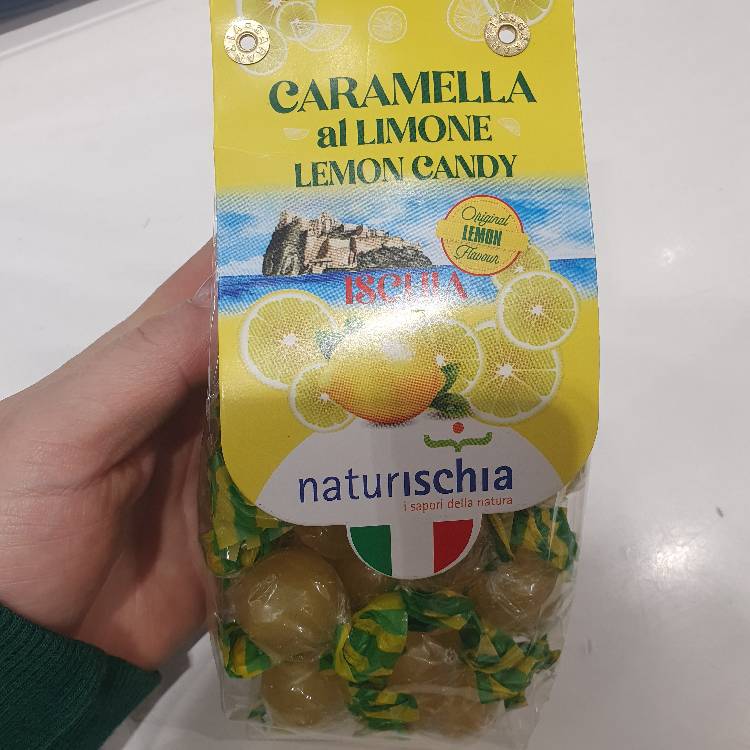 CARAMELLA
al LIMONE
LEMON CANDY
Original
LEMON
Flavour
ISCHIA
naturischia
i sapori della natura